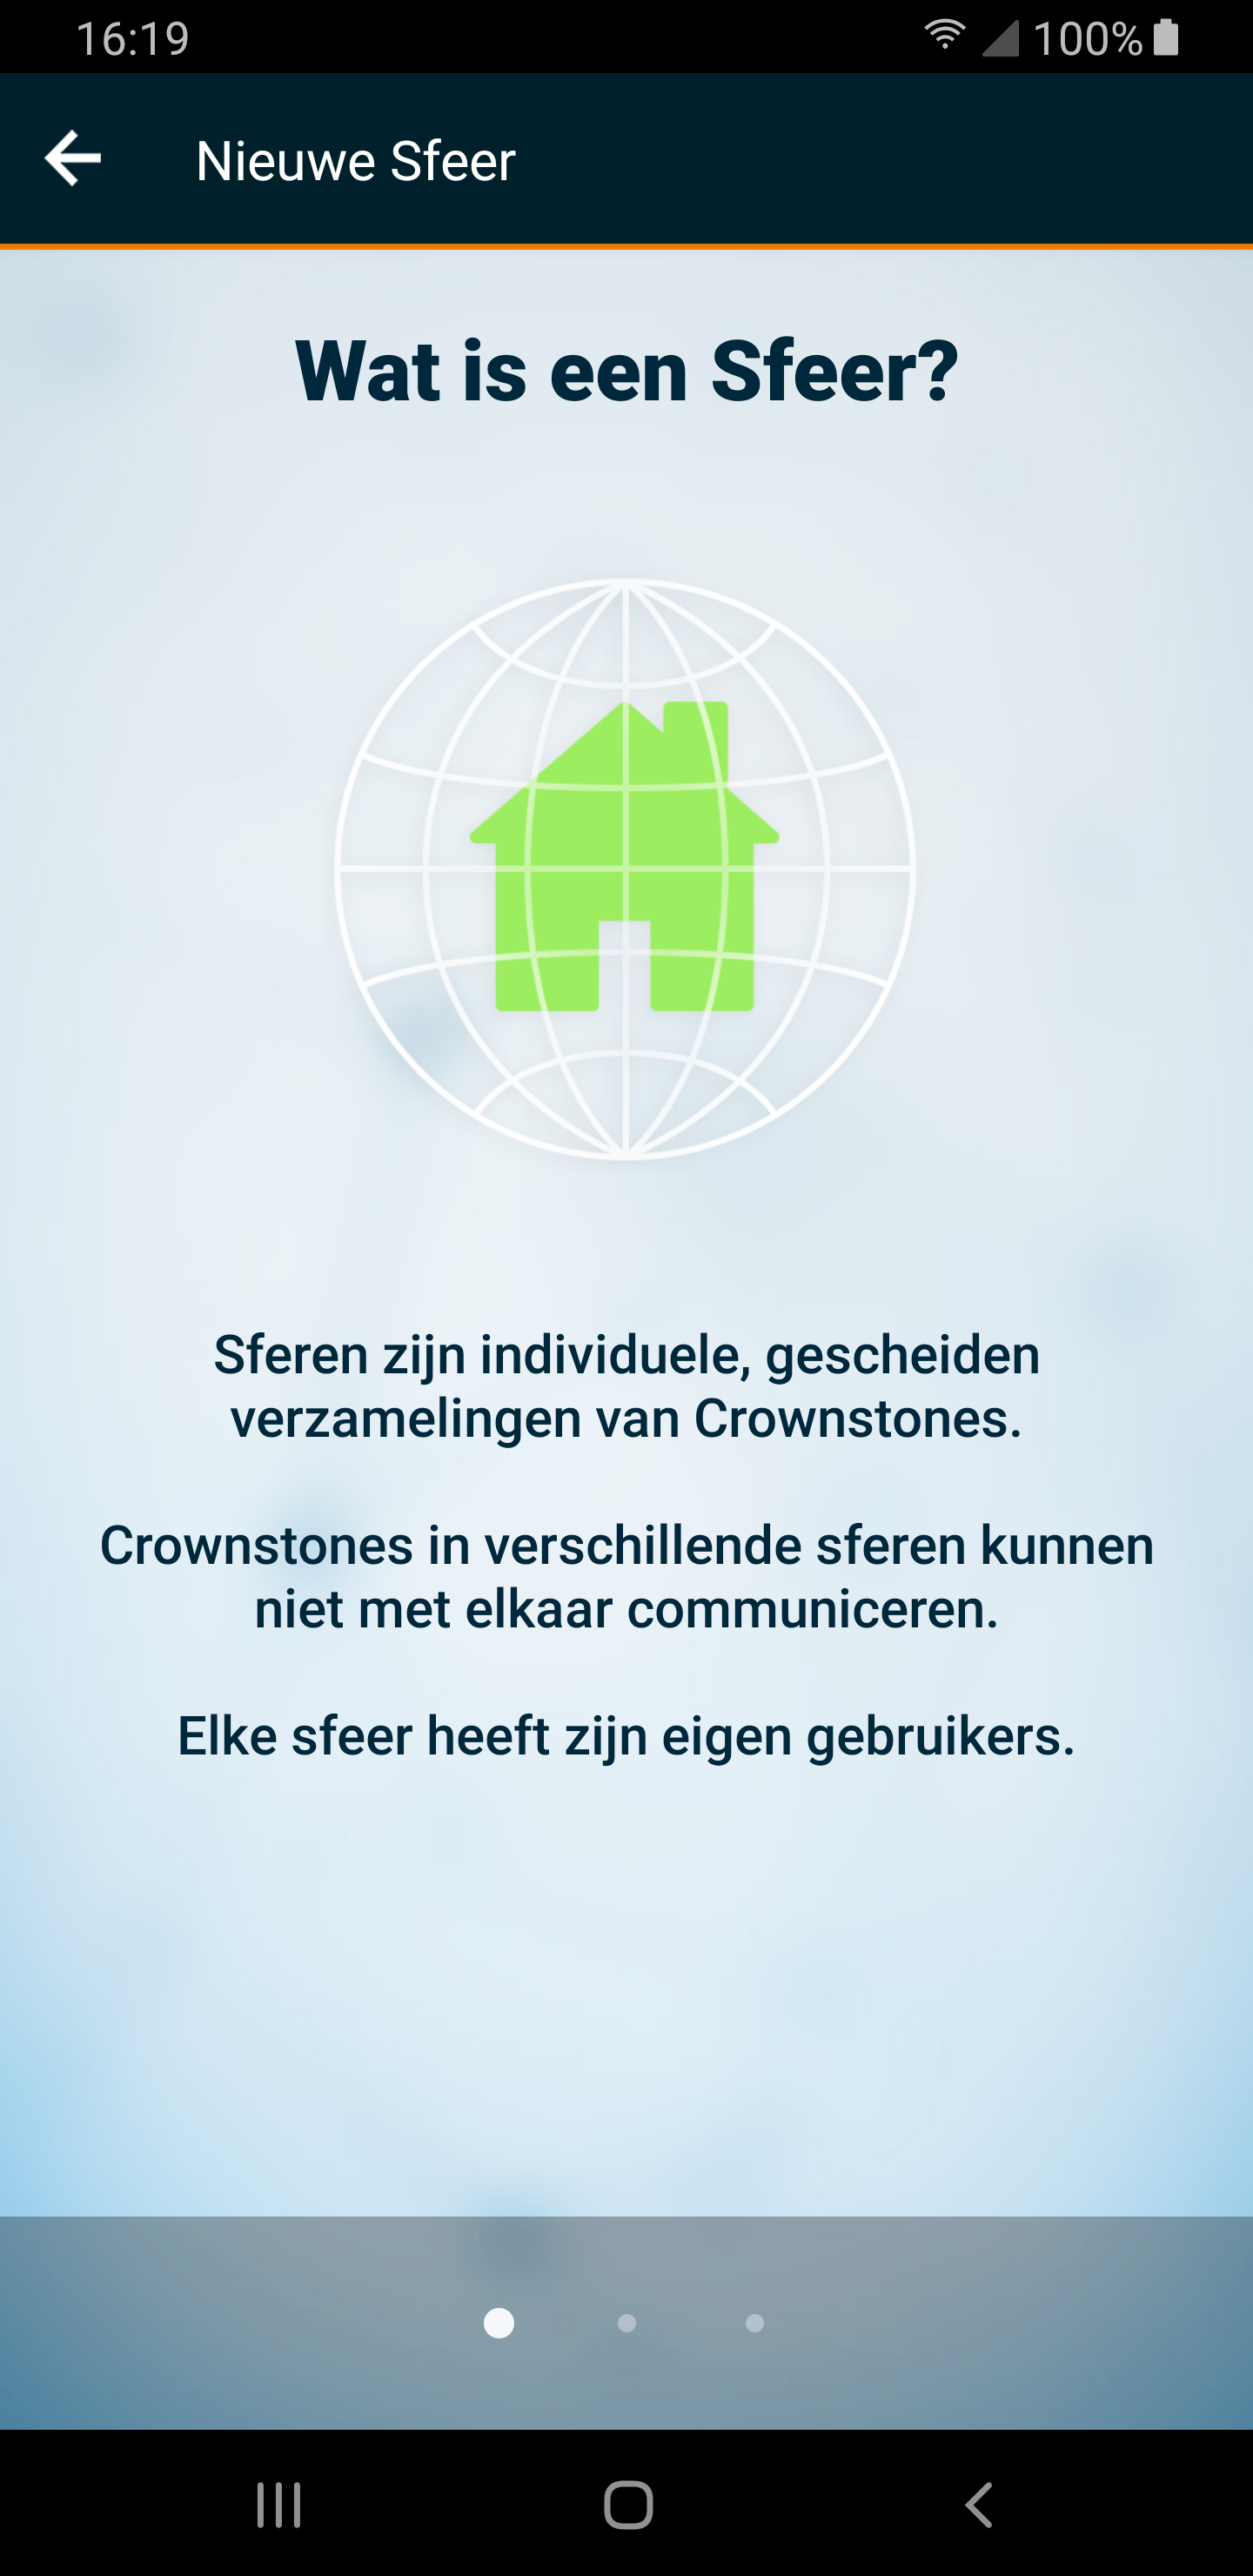 16:19
100%
Nieuwe Sfeer
Wat is een Sfeer?
Sferen zijn individuele, gescheiden
verzamelingen van Crownstones.
Crownstones in verschillende sferen kunnen
niet met elkaar communiceren.
Elke sfeer heeft zijn eigen gebruikers.